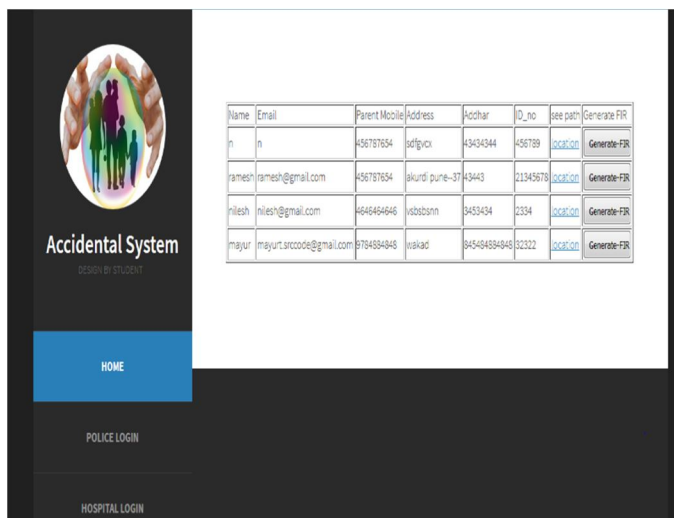 Accidental System
DESIGN BY STUDENT
HOME
POLICE LOGIN
HOSPITAL LOGIN
Name Email Parent Mobile Address Addhar ID_no see path Generate FIR
n n 456787654 sdfgvcx 43434344 456789 location Generate-FIR
ramesh ramesh@gmail.com 456787654 akurdi pune--37 43443 21345678 location Generate-FIR
nilesh nilesh@gmail.com 4646464646 vsbsbsnn 3453434 2334 location Generate-FIR
mayur mayurt.srccode@gmail.com 9784884848 wakad 845484884848 32322 location Generate-FIR